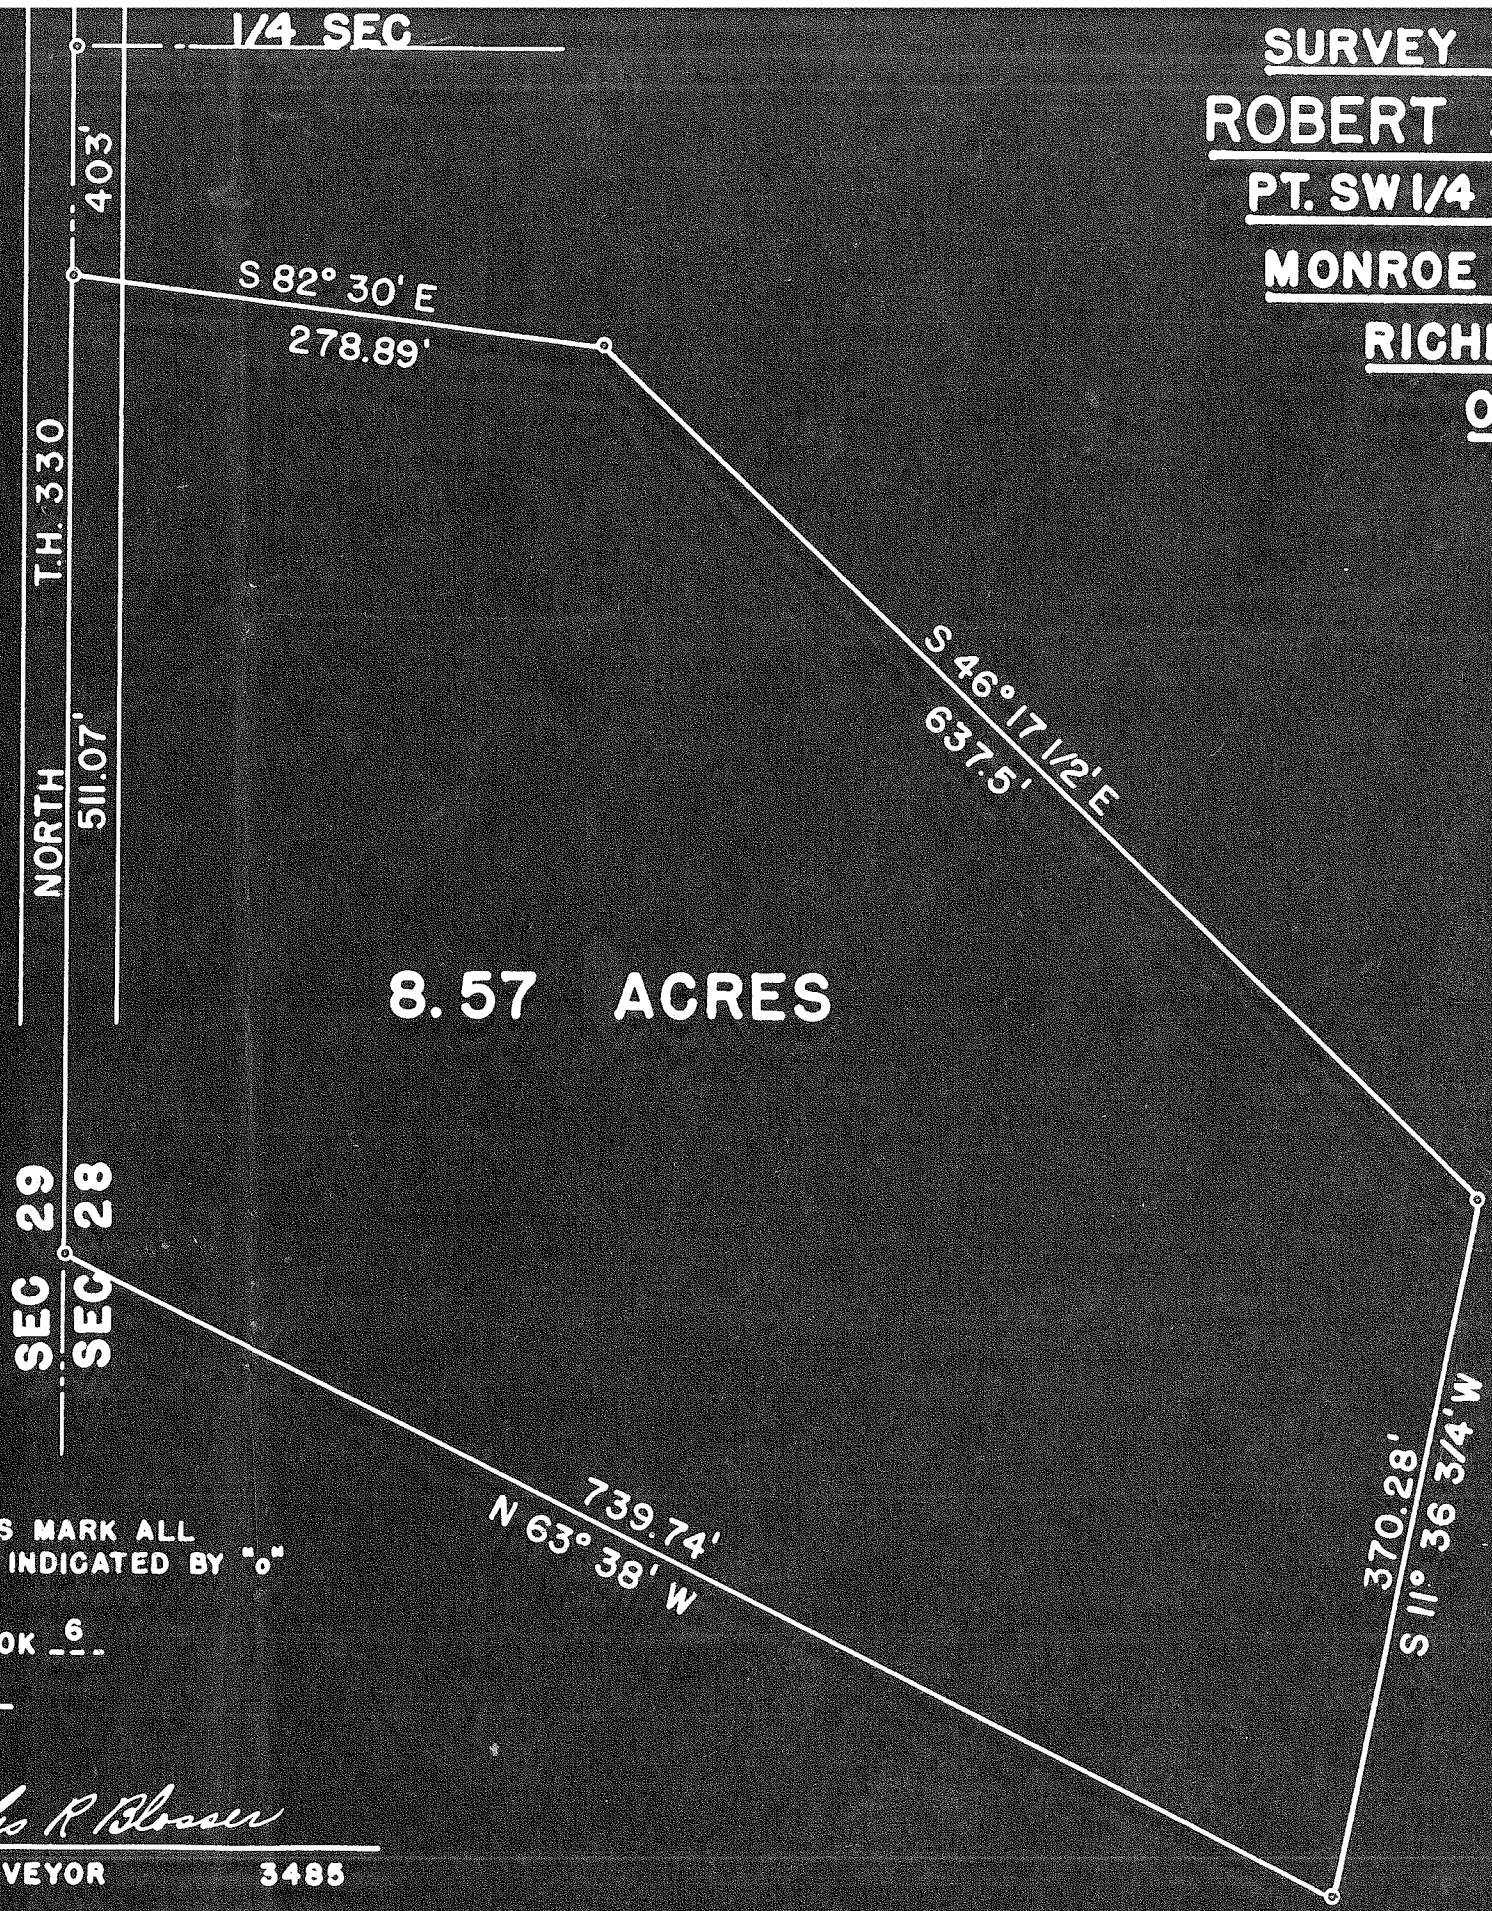 1/4 SEC
SURVEY
ROBERT
PT. SW 1/4
MONROE
RICH
O
403'
S 82° 30' E
278.89'
T.H. 330
NORTH
511.07'
S 46° 17 1/2' E
637.5'
8.57 ACRES
SEC 29
SEC 28
739.74'
N 63° 38' W
370.28'
S 11° 36 3/4' W
S MARK ALL
INDICATED BY "o"
OK 6
R Blosser
VEYOR 3485